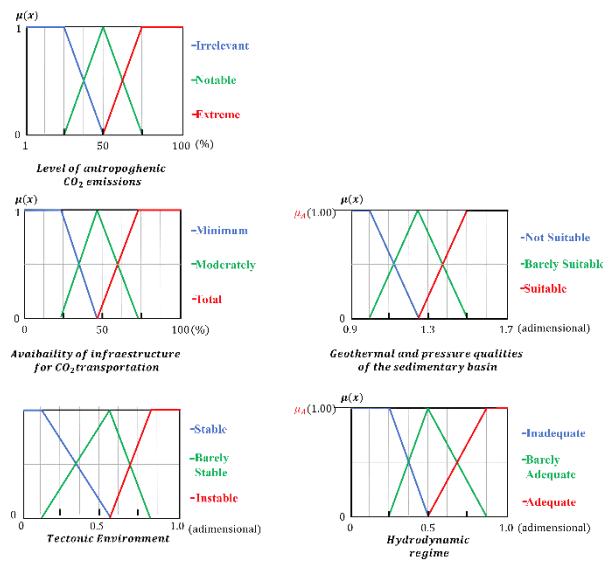 μ(x)
1
Irrelevant
Notable
Extreme
0
1 50 100 (%)
Level of antropoghenic
CO2 emissions
μ(x)
1
Minimum
Moderately
Total
0
0 50 100 (%)
Avaibaility of infraestructure
for CO2 transportation
μ(x)
μA(1.00)
Not Suitable
Barely Suitable
Suitable
0
0.9 1.3 1.7
(adimensional)
Geothermal and pressure qualities
of the sedimentary basin
Stable
Barely
Stable
Instable
0
0.5 1.0
(adimensional)
Tectonic Environment
μ(x)
μA(1.00)
Inadequate
Barely
Adequate
Adequate
0
0 0.5 1.0 (adimensional)
Hydrodynamic
regime